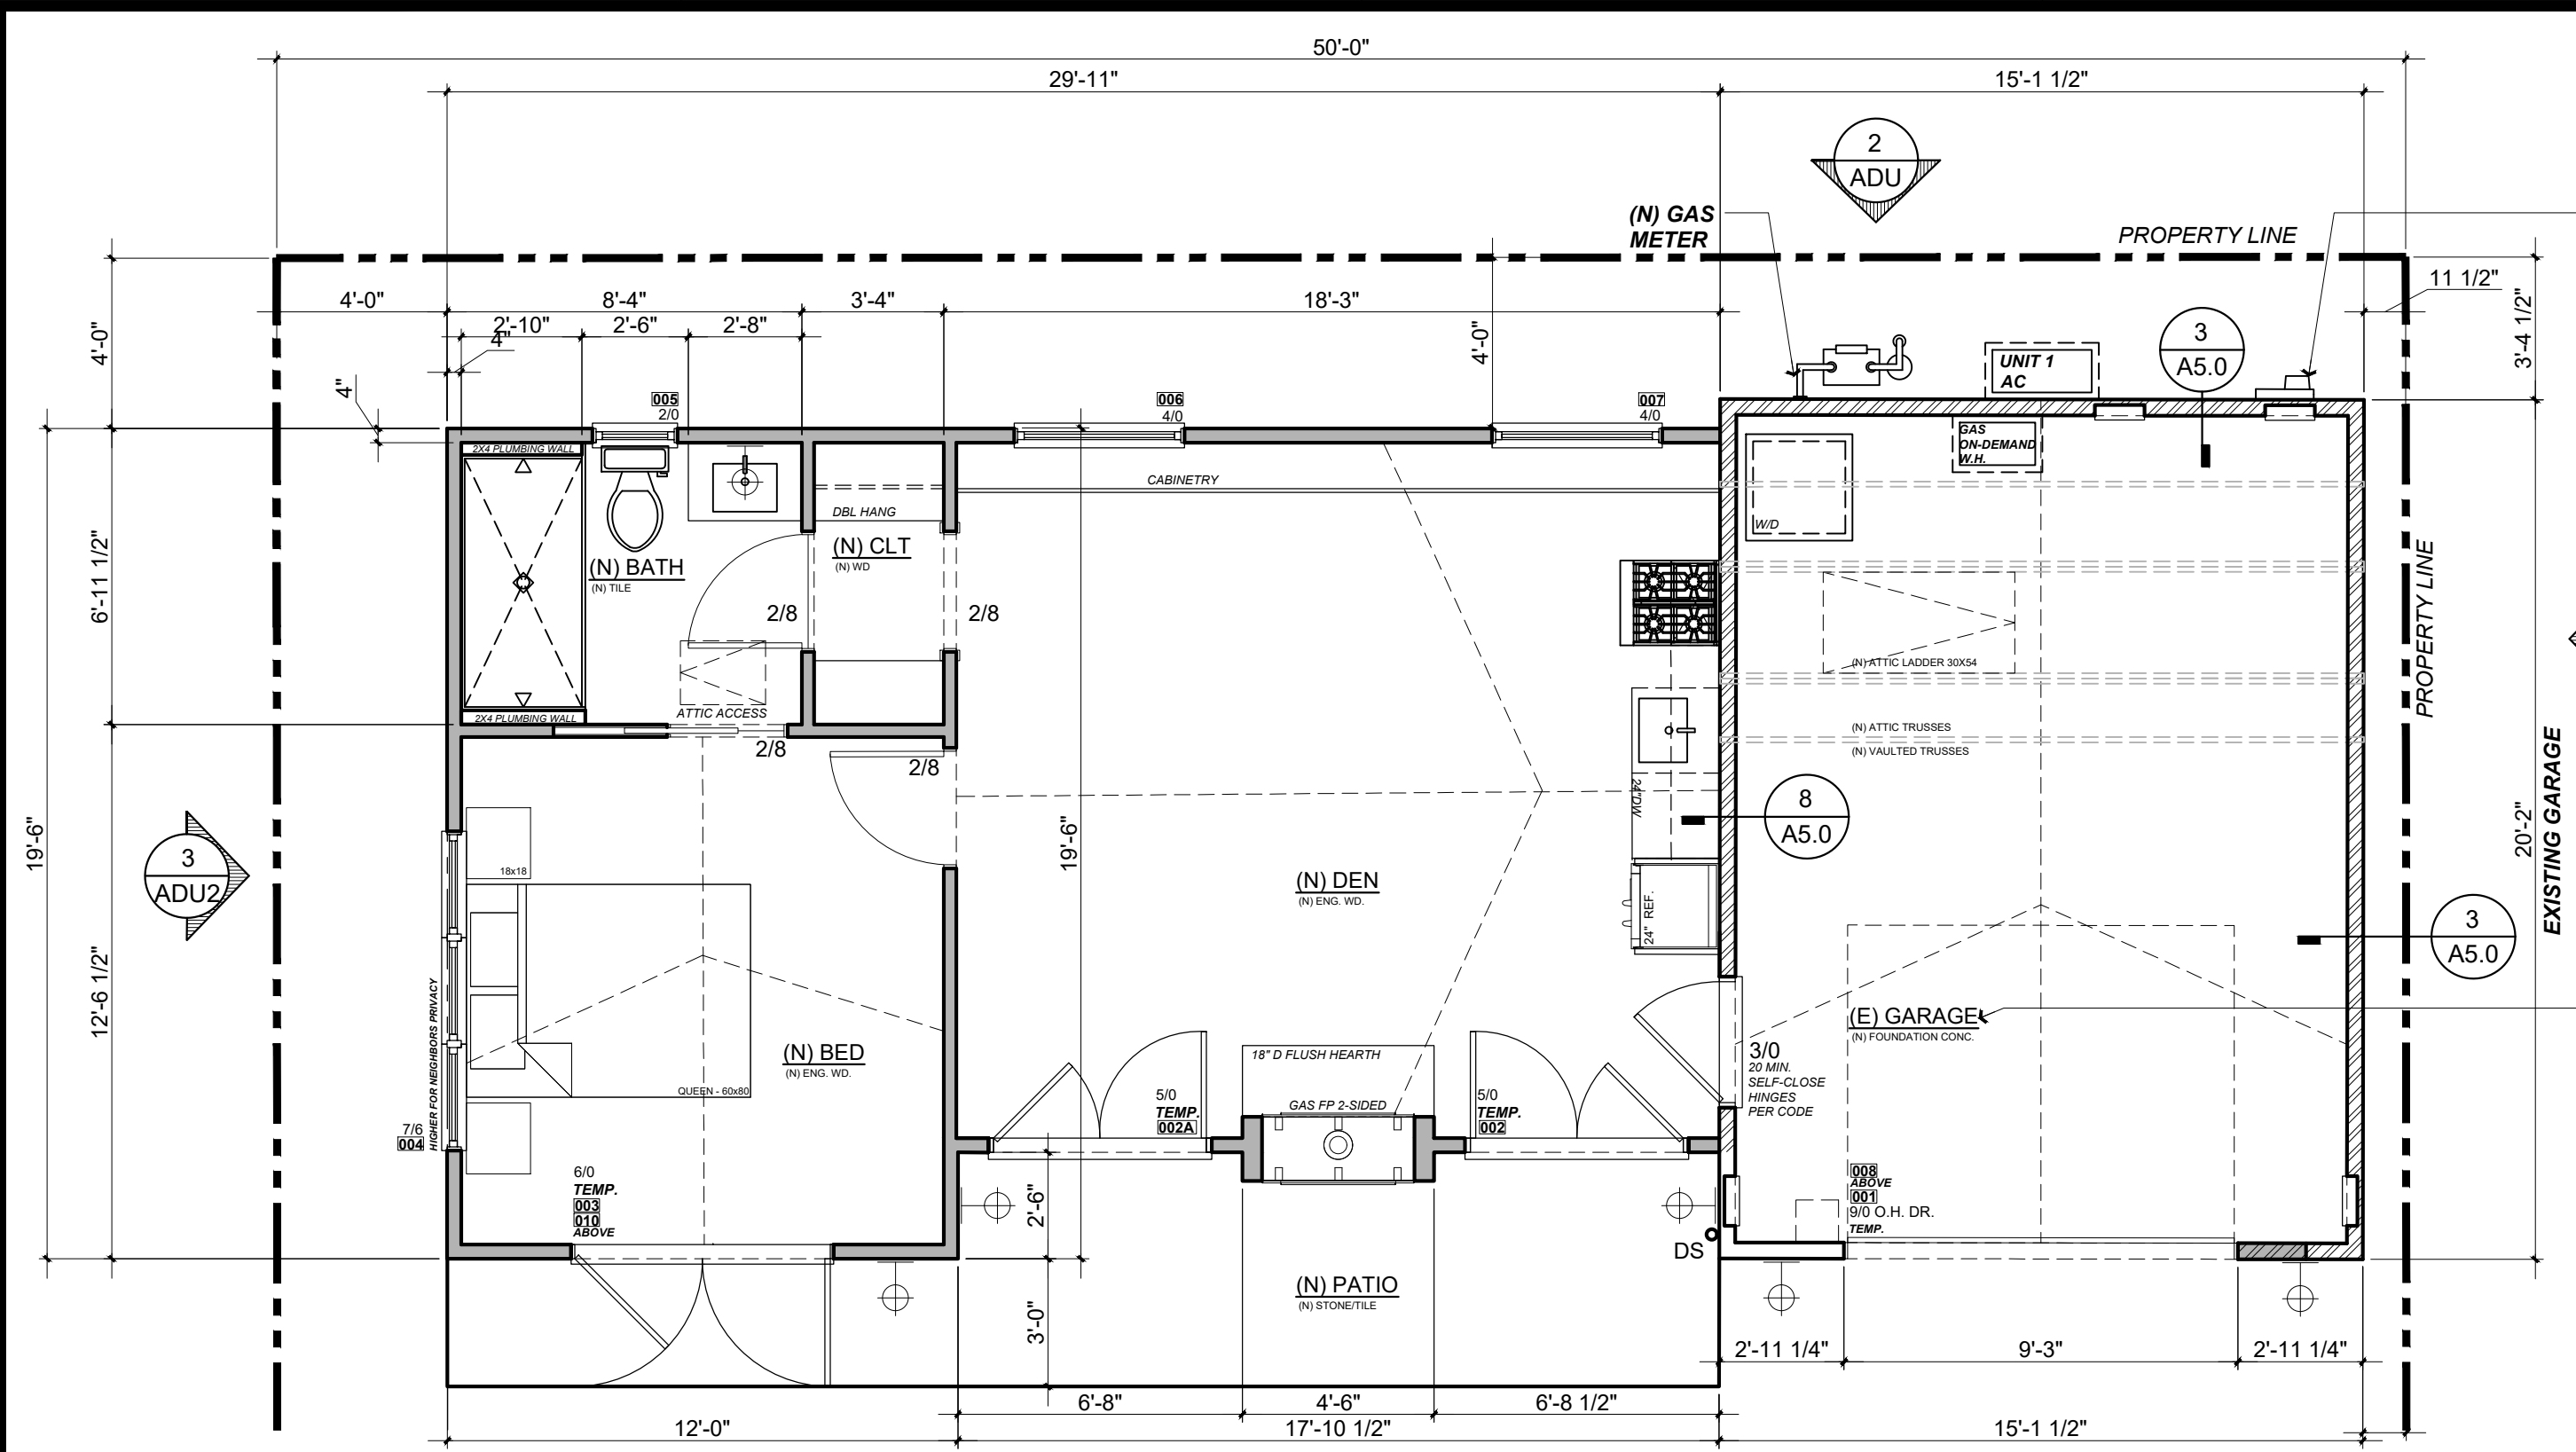 50'-0"
29'-11"
15'-1 1/2"
2
ADU
(N) GAS
METER
PROPERTY LINE
11 1/2"
4'-0"
8'-4"
3'-4"
18'-3"
4'-0"
2'-10"
2'-6"
2'-8"
4"
4'-0"
3'-4 1/2"
3
A5.0
UNIT 1
AC
4"
005
2/0
006
4/0
007
4/0
2X4 PLUMBING WALL
GAS
ON-DEMAND
W.H.
CABINETRY
DBL HANG
W/D
(N) BATH
(N) TILE
(N) CLT
(N) WD
6'-11 1/2"
2/8
2/8
PROPERTY LINE
(N) ATTIC LADDER 30X54
2X4 PLUMBING WALL
ATTIC ACCESS
2/8
2/8
(N) ATTIC TRUSSES
(N) VAULTED TRUSSES
24"DW
8
A5.0
19'-6"
3
ADU2
19'-6"
20'-2"
EXISTING GARAGE
18x18
(N) DEN
(N) ENG. WD.
24" REF.
3
A5.0
12'-6 1/2"
HIGHER FOR NEIGHBORS PRIVACY
(N) BED
(N) ENG. WD.
QUEEN - 60x80
(E) GARAGE
(N) FOUNDATION CONC.
3/0
20 MIN.
SELF-CLOSE
HINGES
PER CODE
18" D FLUSH HEARTH
5/0
TEMP.
002A
GAS FP 2-SIDED
5/0
TEMP.
002
7/6
004
6/0
TEMP.
003
010
ABOVE
2'-6"
008
ABOVE
001
9/0 O.H. DR.
TEMP.
DS
(N) PATIO
(N) STONE/TILE
3'-0"
2'-11 1/4"
9'-3"
2'-11 1/4"
6'-8"
4'-6"
6'-8 1/2"
12'-0"
17'-10 1/2"
15'-1 1/2"